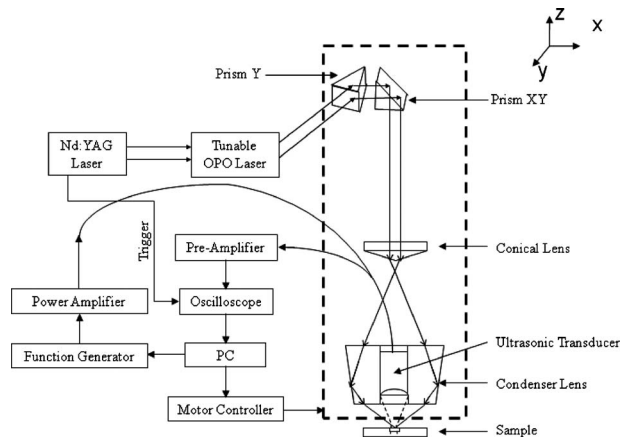 z
x
y
Prism Y
Prism XY
Nd:YAG
Laser
Tunable
OPO Laser
Trigger
Pre-Amplifier
Conical Lens
Power Amplifier
Oscilloscope
Ultrasonic Transducer
Function Generator
PC
Condenser Lens
Motor Controller
Sample